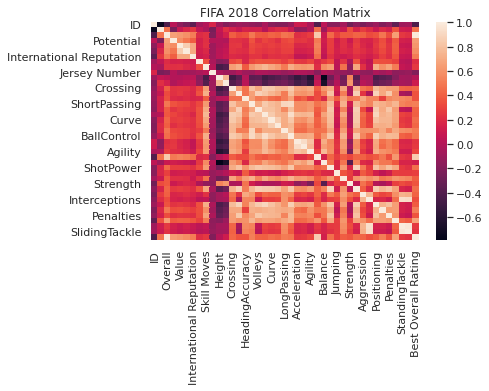 FIFA 2018 Correlation Matrix
ID
Potential
International Reputation
Jersey Number
Crossing
ShortPassing
Curve
BallControl
Agility
ShotPower
Strength
Interceptions
Penalties
SlidingTackle
1.0
0.8
0.6
0.4
0.2
0.0
−0.2
−0.4
−0.6
ID
Overall
Value
International Reputation
Skill Moves
Height
Crossing
HeadingAccuracy
Volleys
Curve
LongPassing
Acceleration
Agility
Balance
Jumping
Strength
Aggression
Positioning
Penalties
StandingTackle
Best Overall Rating